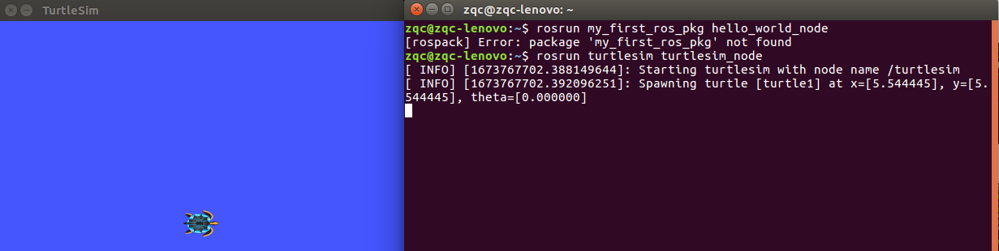 TurtleSim
zqc@zqc-lenovo: ~
zqc@zqc-lenovo:~$ rosrun my_first_ros_pkg hello_world_node
[rospack] Error: package 'my_first_ros_pkg' not found
zqc@zqc-lenovo:~$ rosrun turtlesim turtlesim_node
[ INFO] [1673767702.388149644]: Starting turtlesim with node name /turtlesim
[ INFO] [1673767702.392096251]: Spawning turtle [turtle1] at x=[5.544445], y=[5.
544445], theta=[0.000000]